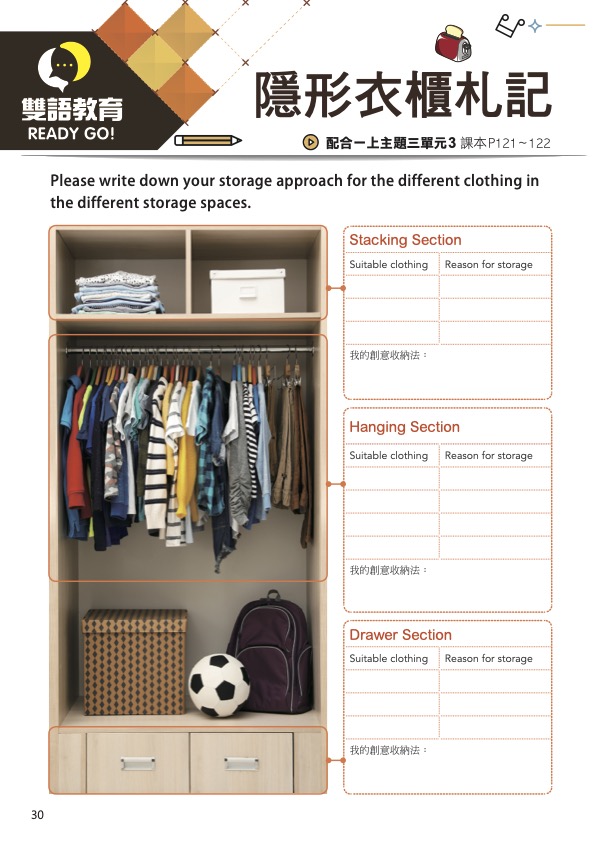 雙語教育
READY GO!
隱形衣櫃札記
配合一上主題三單元3 課本P121~122
Please write down your storage approach for the different clothing in
the different storage spaces.
Stacking Section
Suitable clothing Reason for storage
我的創意收納法：
Hanging Section
Suitable clothing Reason for storage
我的創意收納法：
Drawer Section
Suitable clothing Reason for storage
我的創意收納法：
30